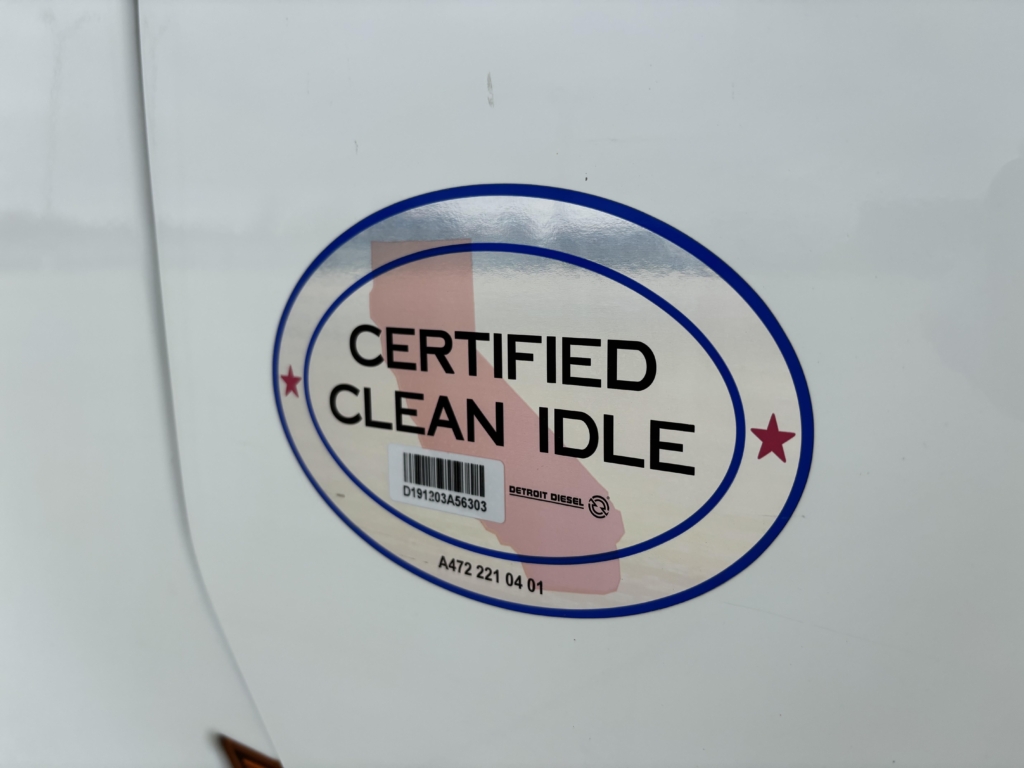 CERTIFIED
CLEAN IDLE
D191203A56303
DETROIT DIESEL
A472 221 04 01